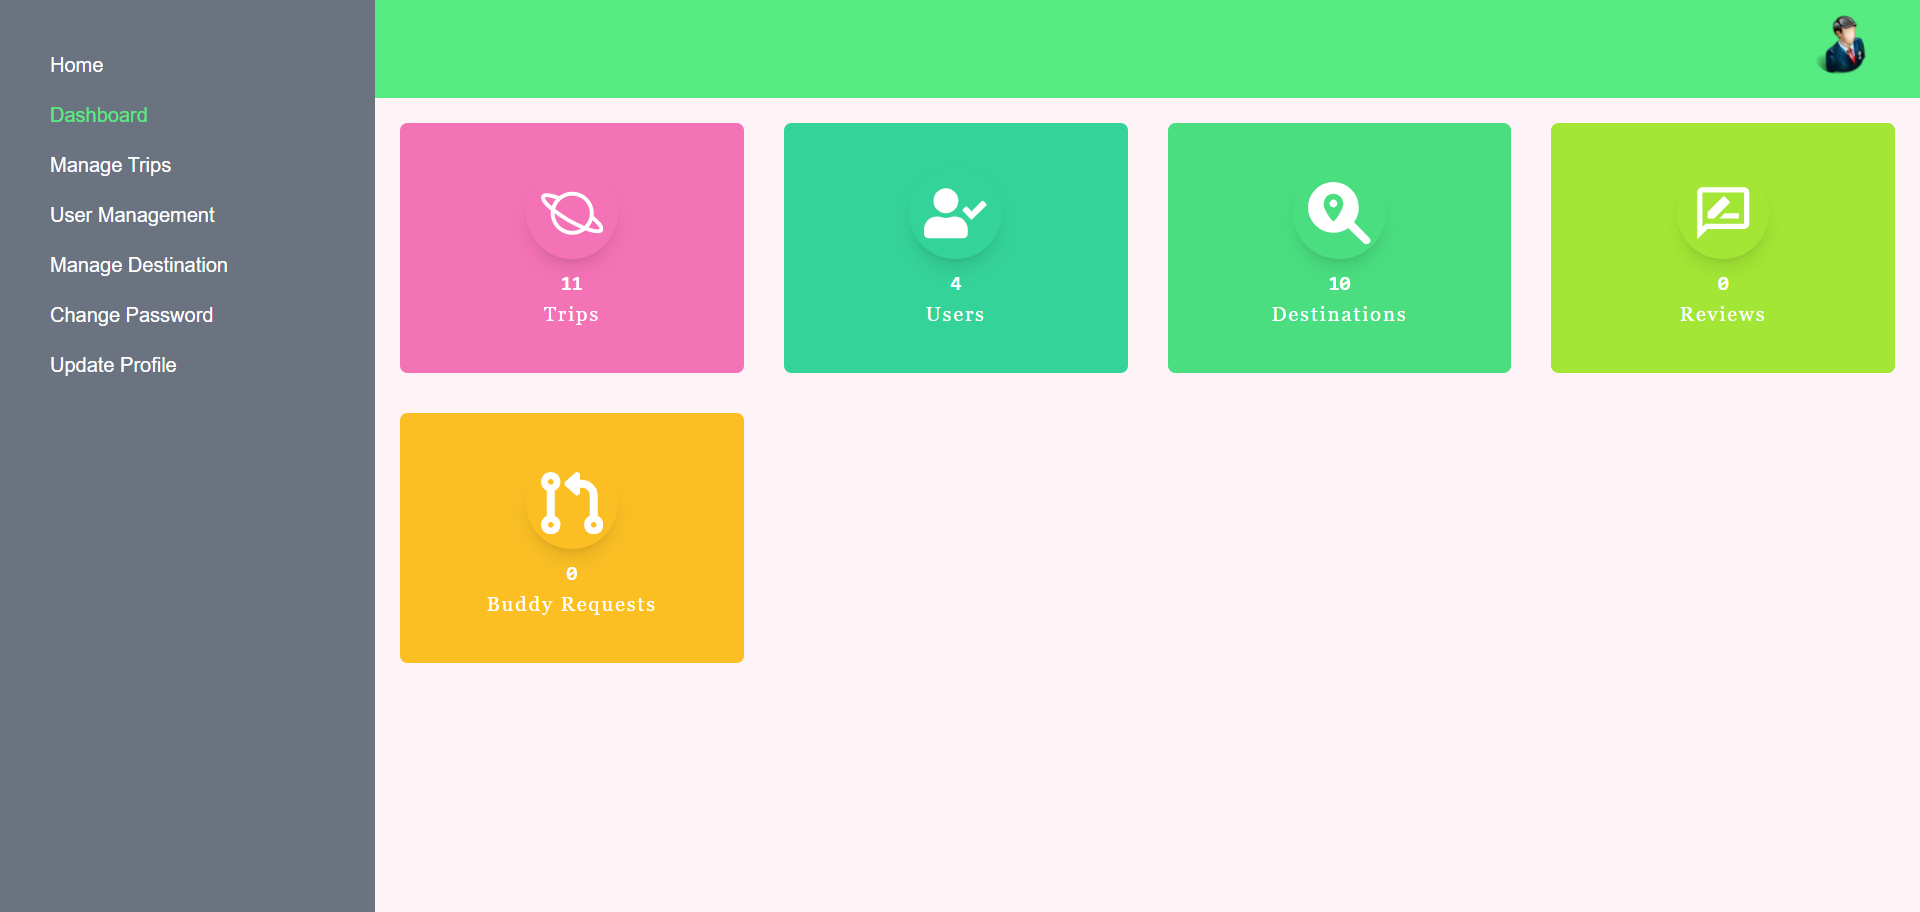 Home
Dashboard
Manage Trips
User Management
Manage Destination
Change Password
Update Profile
11
Trips
4
Users
10
Destinations
0
Reviews
0
Buddy Requests